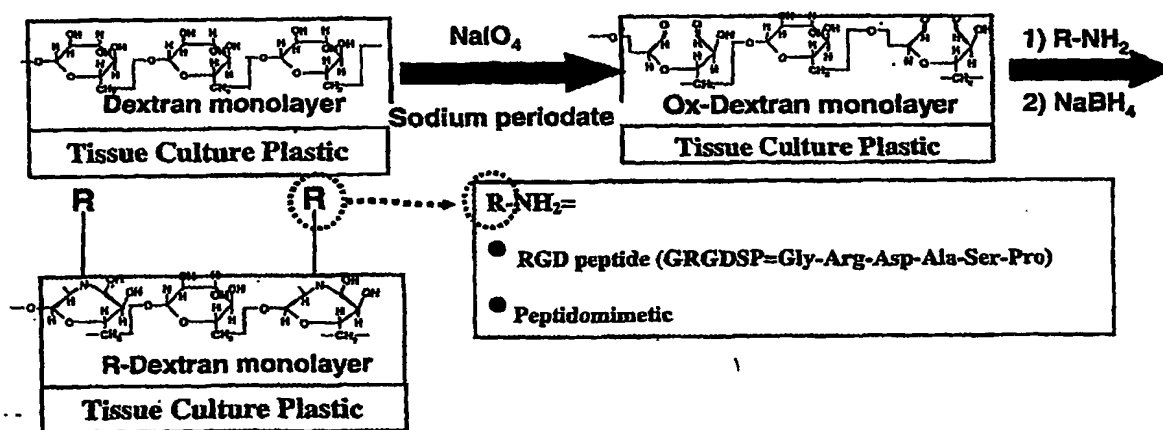 Dextran monolayer
Tissue Culture Plastic
NaIO₄
Sodium periodate
Ox-Dextran monolayer
Tissue Culture Plastic
1) R-NH₂
2) NaBH₄
R
R
R-NH₂=
● RGD peptide (GRGDSP=Gly-Arg-Asp-Ala-Ser-Pro)
● Peptidomimetic
R-Dextran monolayer
Tissue Culture Plastic